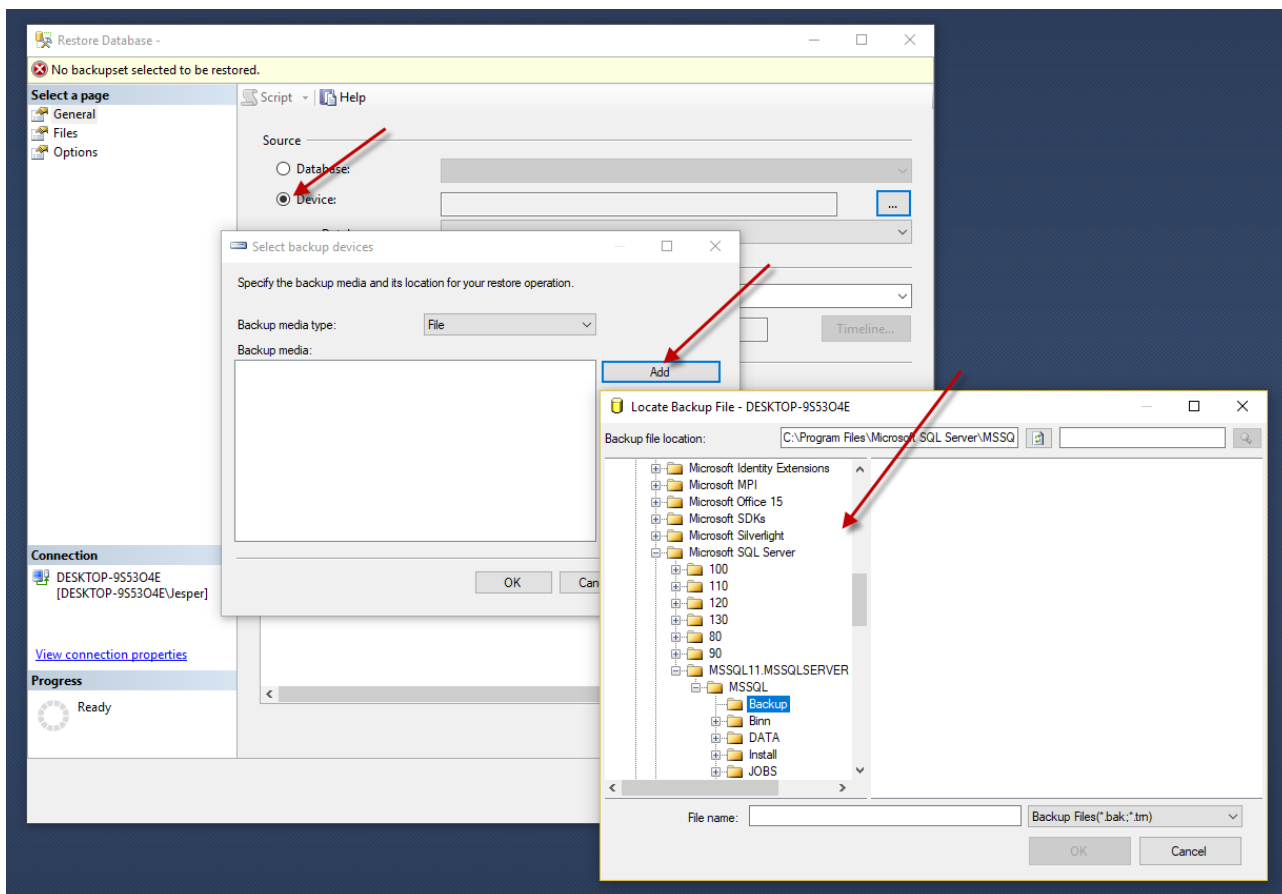 Restore Database -
No backupset selected to be restored.
Select a page
General
Files
Options
Script
Help
Source
Database:
Device:
...
Select backup devices
Specify the backup media and its location for your restore operation.
Backup media type:
File
Timeline...
Backup media:
Add
OK
Connection
DESKTOP-9S53O4E
[DESKTOP-9S53O4E\Jesper]
View connection properties
Progress
Ready
Locate Backup File - DESKTOP-9S53O4E
Backup file location:
C:\Program Files\Microsoft SQL Server\MSSQ
Microsoft Identity Extensions
Microsoft MPI
Microsoft Office 15
Microsoft SDKs
Microsoft Silverlight
Microsoft SQL Server
100
110
120
130
80
90
MSSQL11.MSSQLSERVER
MSSQL
Backup
Binn
DATA
Install
JOBS
File name:
Backup Files(*.bak;*.trn)
OK
Cancel